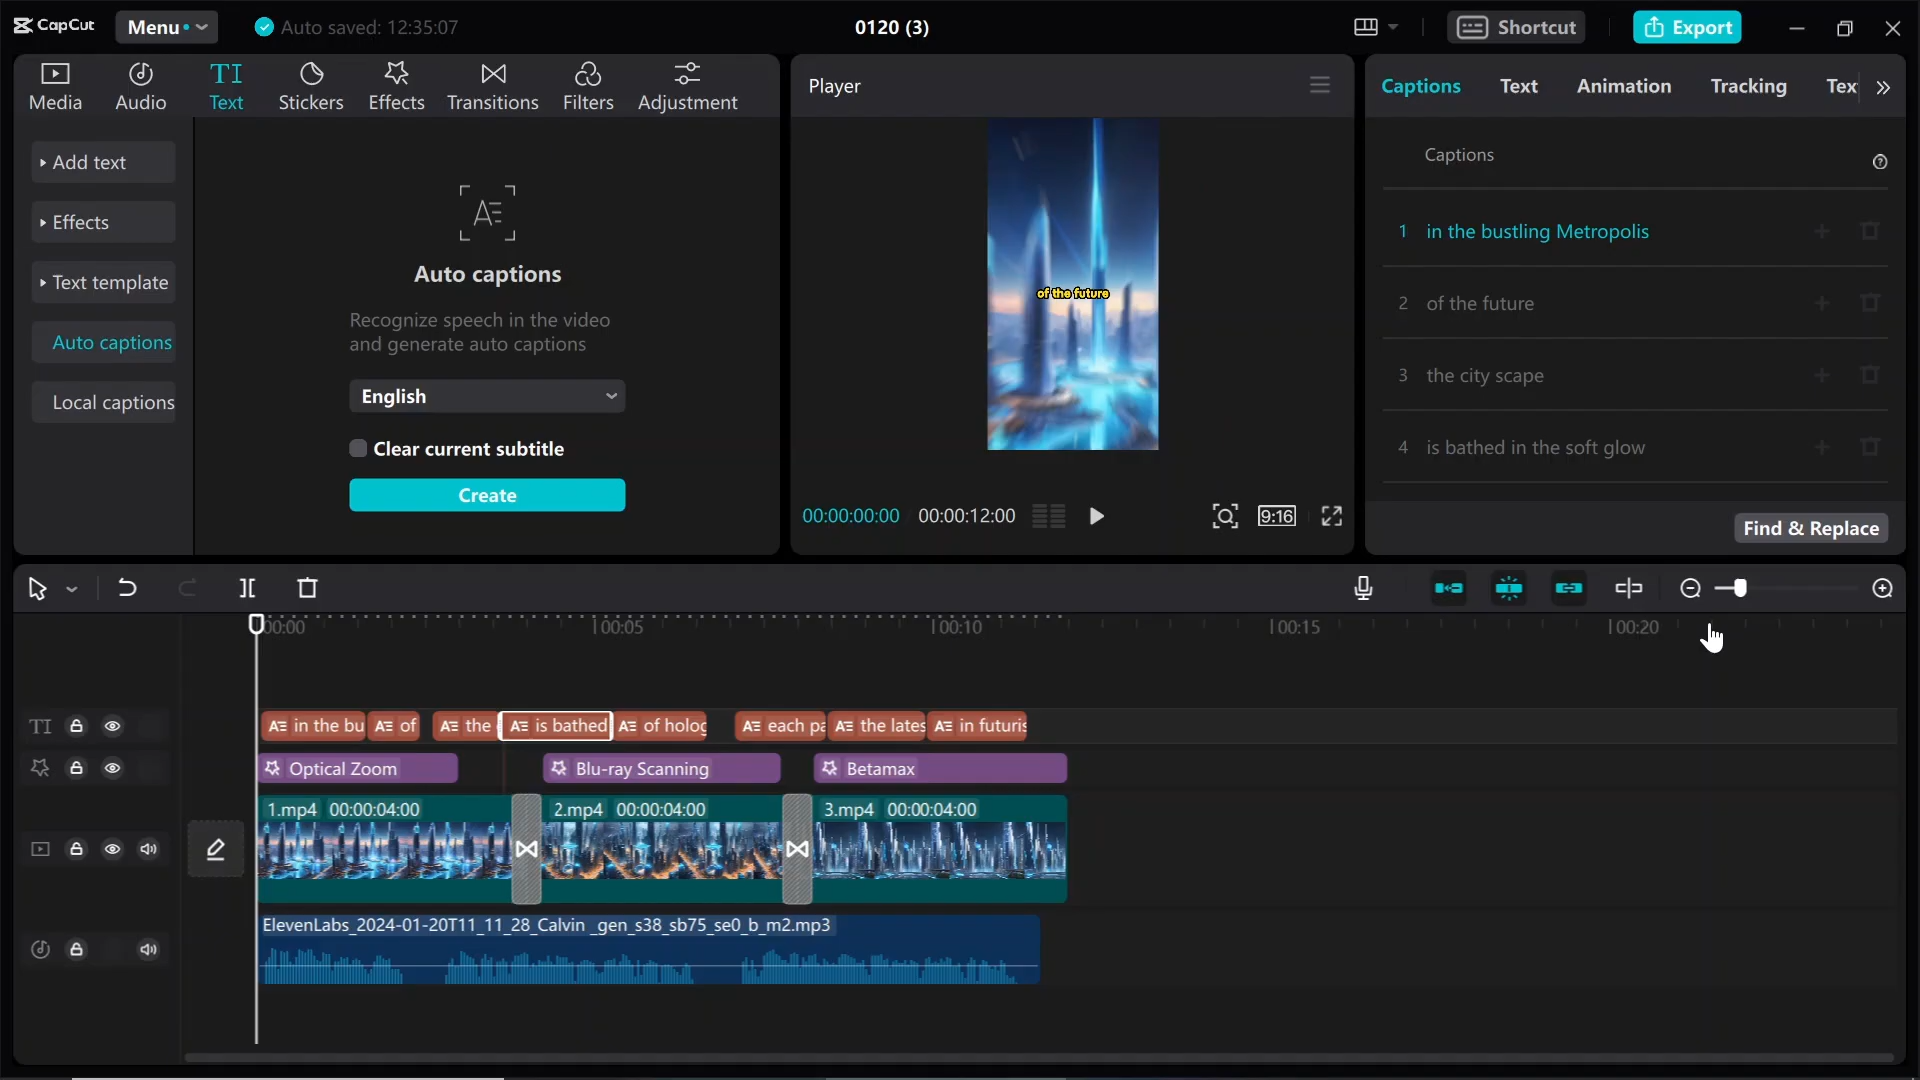 CapCut
Menu
Auto saved: 12:35:07
0120 (3)
Shortcut
Export
Media
Audio
TI
Text
Stickers
Effects
Transitions
Filters
Adjustment
Add text
Effects
Text template
Auto captions
Local captions
Auto captions
Recognize speech in the video
and generate auto captions
English
Clear current subtitle
Create
Player
of the future
00:00:00:00
00:00:12:00
9:16
Captions
Text
Animation
Tracking
Tex
Captions
1 in the bustling Metropolis
2 of the future
3 the city scape
4 is bathed in the soft glow
Find & Replace
00:00
00:05
00:10
00:15
00:20
TI
in the bu
of
the
is bathed
of holog
each pa
the lates
in futuris
Optical Zoom
Blu-ray Scanning
Betamax
1.mp4 00:00:04:00
2.mp4 00:00:04:00
3.mp4 00:00:04:00
ElevenLabs_2024-01-20T11_11_28_Calvin _gen_s38_sb75_se0_b_m2.mp3